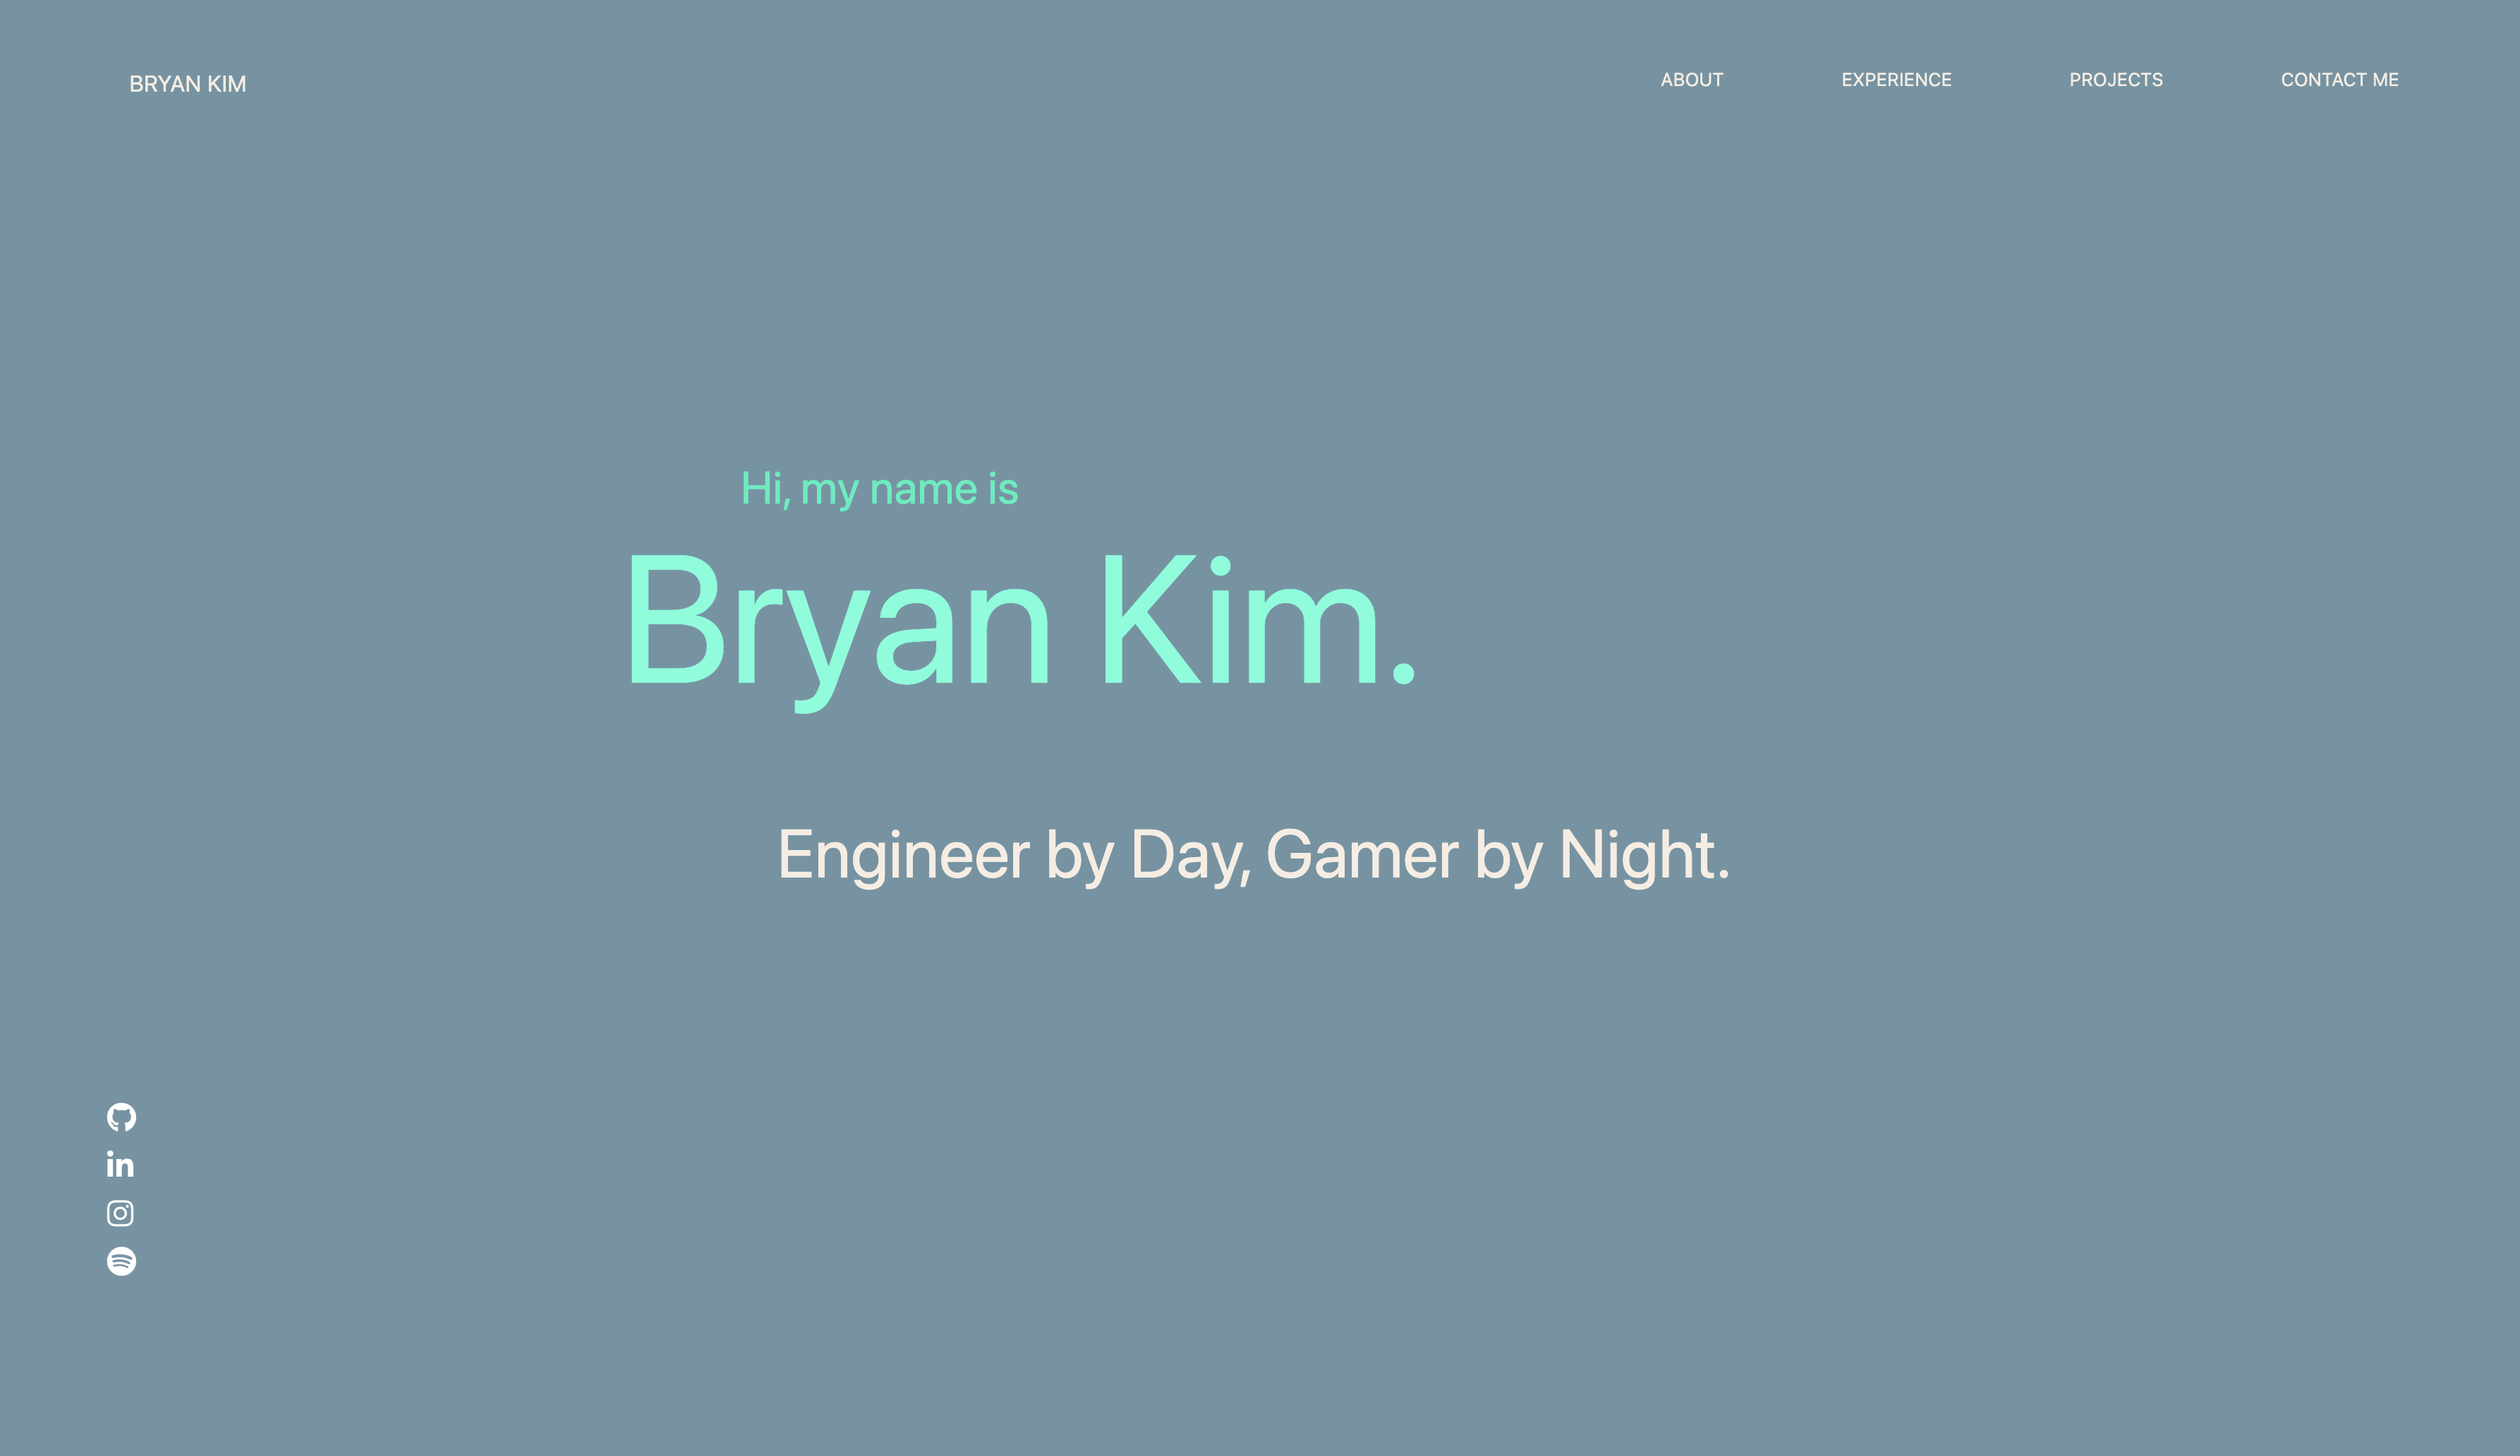 BRYAN KIM
ABOUT
EXPERIENCE
PROJECTS
CONTACT ME
Hi, my name is
Bryan Kim.
Engineer by Day, Gamer by Night.
in